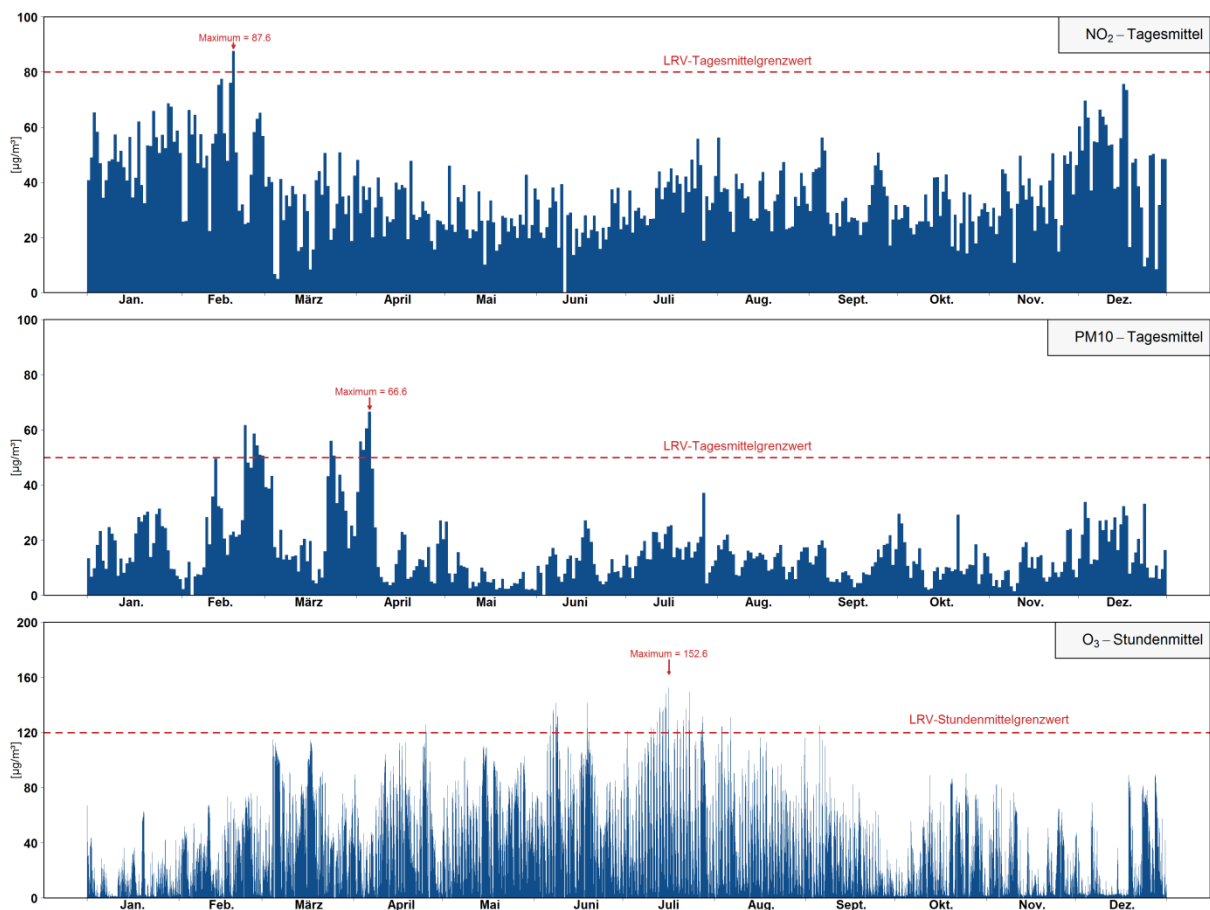 100
NO₂ – Tagesmittel
Maximum = 87.6
80
LRV-Tagesmittelgrenzwert
60
[µg/m³]
40
20
0
Jan. Feb. März April Mai Juni Juli Aug. Sept. Okt. Nov. Dez.
100
PM10 – Tagesmittel
80
Maximum = 66.6
60
[µg/m³]
LRV-Tagesmittelgrenzwert
40
20
0
Jan. Feb. März April Mai Juni Juli Aug. Sept. Okt. Nov. Dez.
200
O₃ – Stundenmittel
Maximum = 152.6
160
LRV-Stundenmittelgrenzwert
120
[µg/m³]
80
40
0
Jan. Feb. März April Mai Juni Juli Aug. Sept. Okt. Nov. Dez.